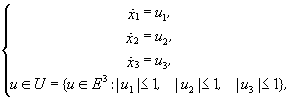 ẋ₁ = u₁,
ẋ₂ = u₂,
ẋ₃ = u₃,
u ∈ U = {u ∈ E³ : | u₁ |≤ 1, | u₂ |≤ 1, | u₃ |≤ 1},